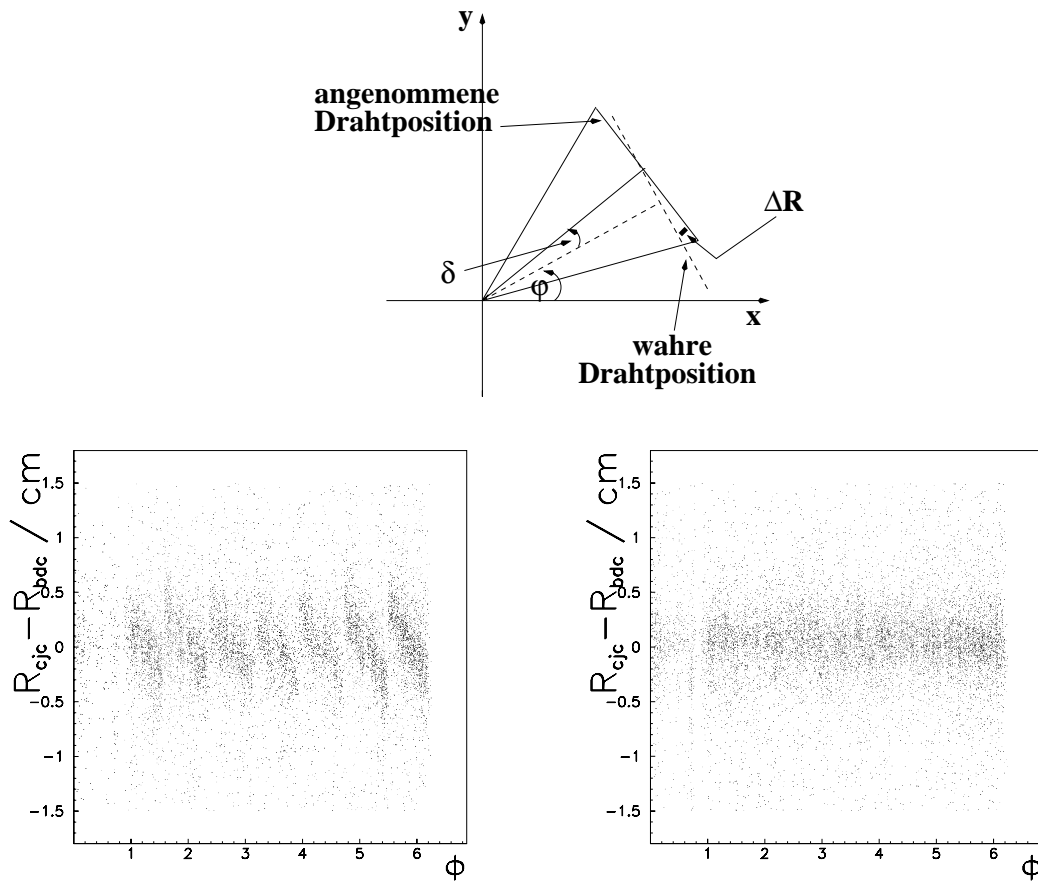 y
angenommene
Drahtposition
ΔR
δ
φ
x
wahre
Drahtposition
R_cjc − R_bdc / cm
1.5
1
0.5
0
−0.5
−1
−1.5
1 2 3 4 5 6
ϕ
R_cjc − R_bdc / cm
1.5
1
0.5
0
−0.5
−1
−1.5
1 2 3 4 5 6
ϕ